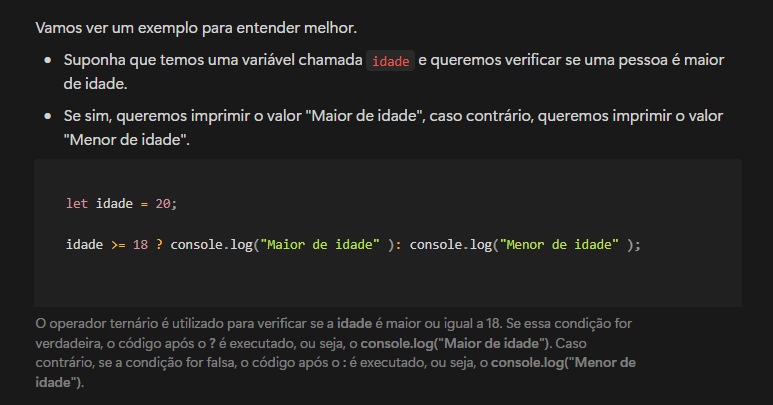 Vamos ver um exemplo para entender melhor.
• Suponha que temos uma variável chamada idade e queremos verificar se uma pessoa é maior
de idade.
• Se sim, queremos imprimir o valor "Maior de idade", caso contrário, queremos imprimir o valor
"Menor de idade".
let idade = 20;
idade >= 18 ? console.log("Maior de idade" ): console.log("Menor de idade" );
O operador ternário é utilizado para verificar se a idade é maior ou igual a 18. Se essa condição for
verdadeira, o código após o ? é executado, ou seja, o console.log("Maior de idade"). Caso
contrário, se a condição for falsa, o código após o : é executado, ou seja, o console.log("Menor de
idade").